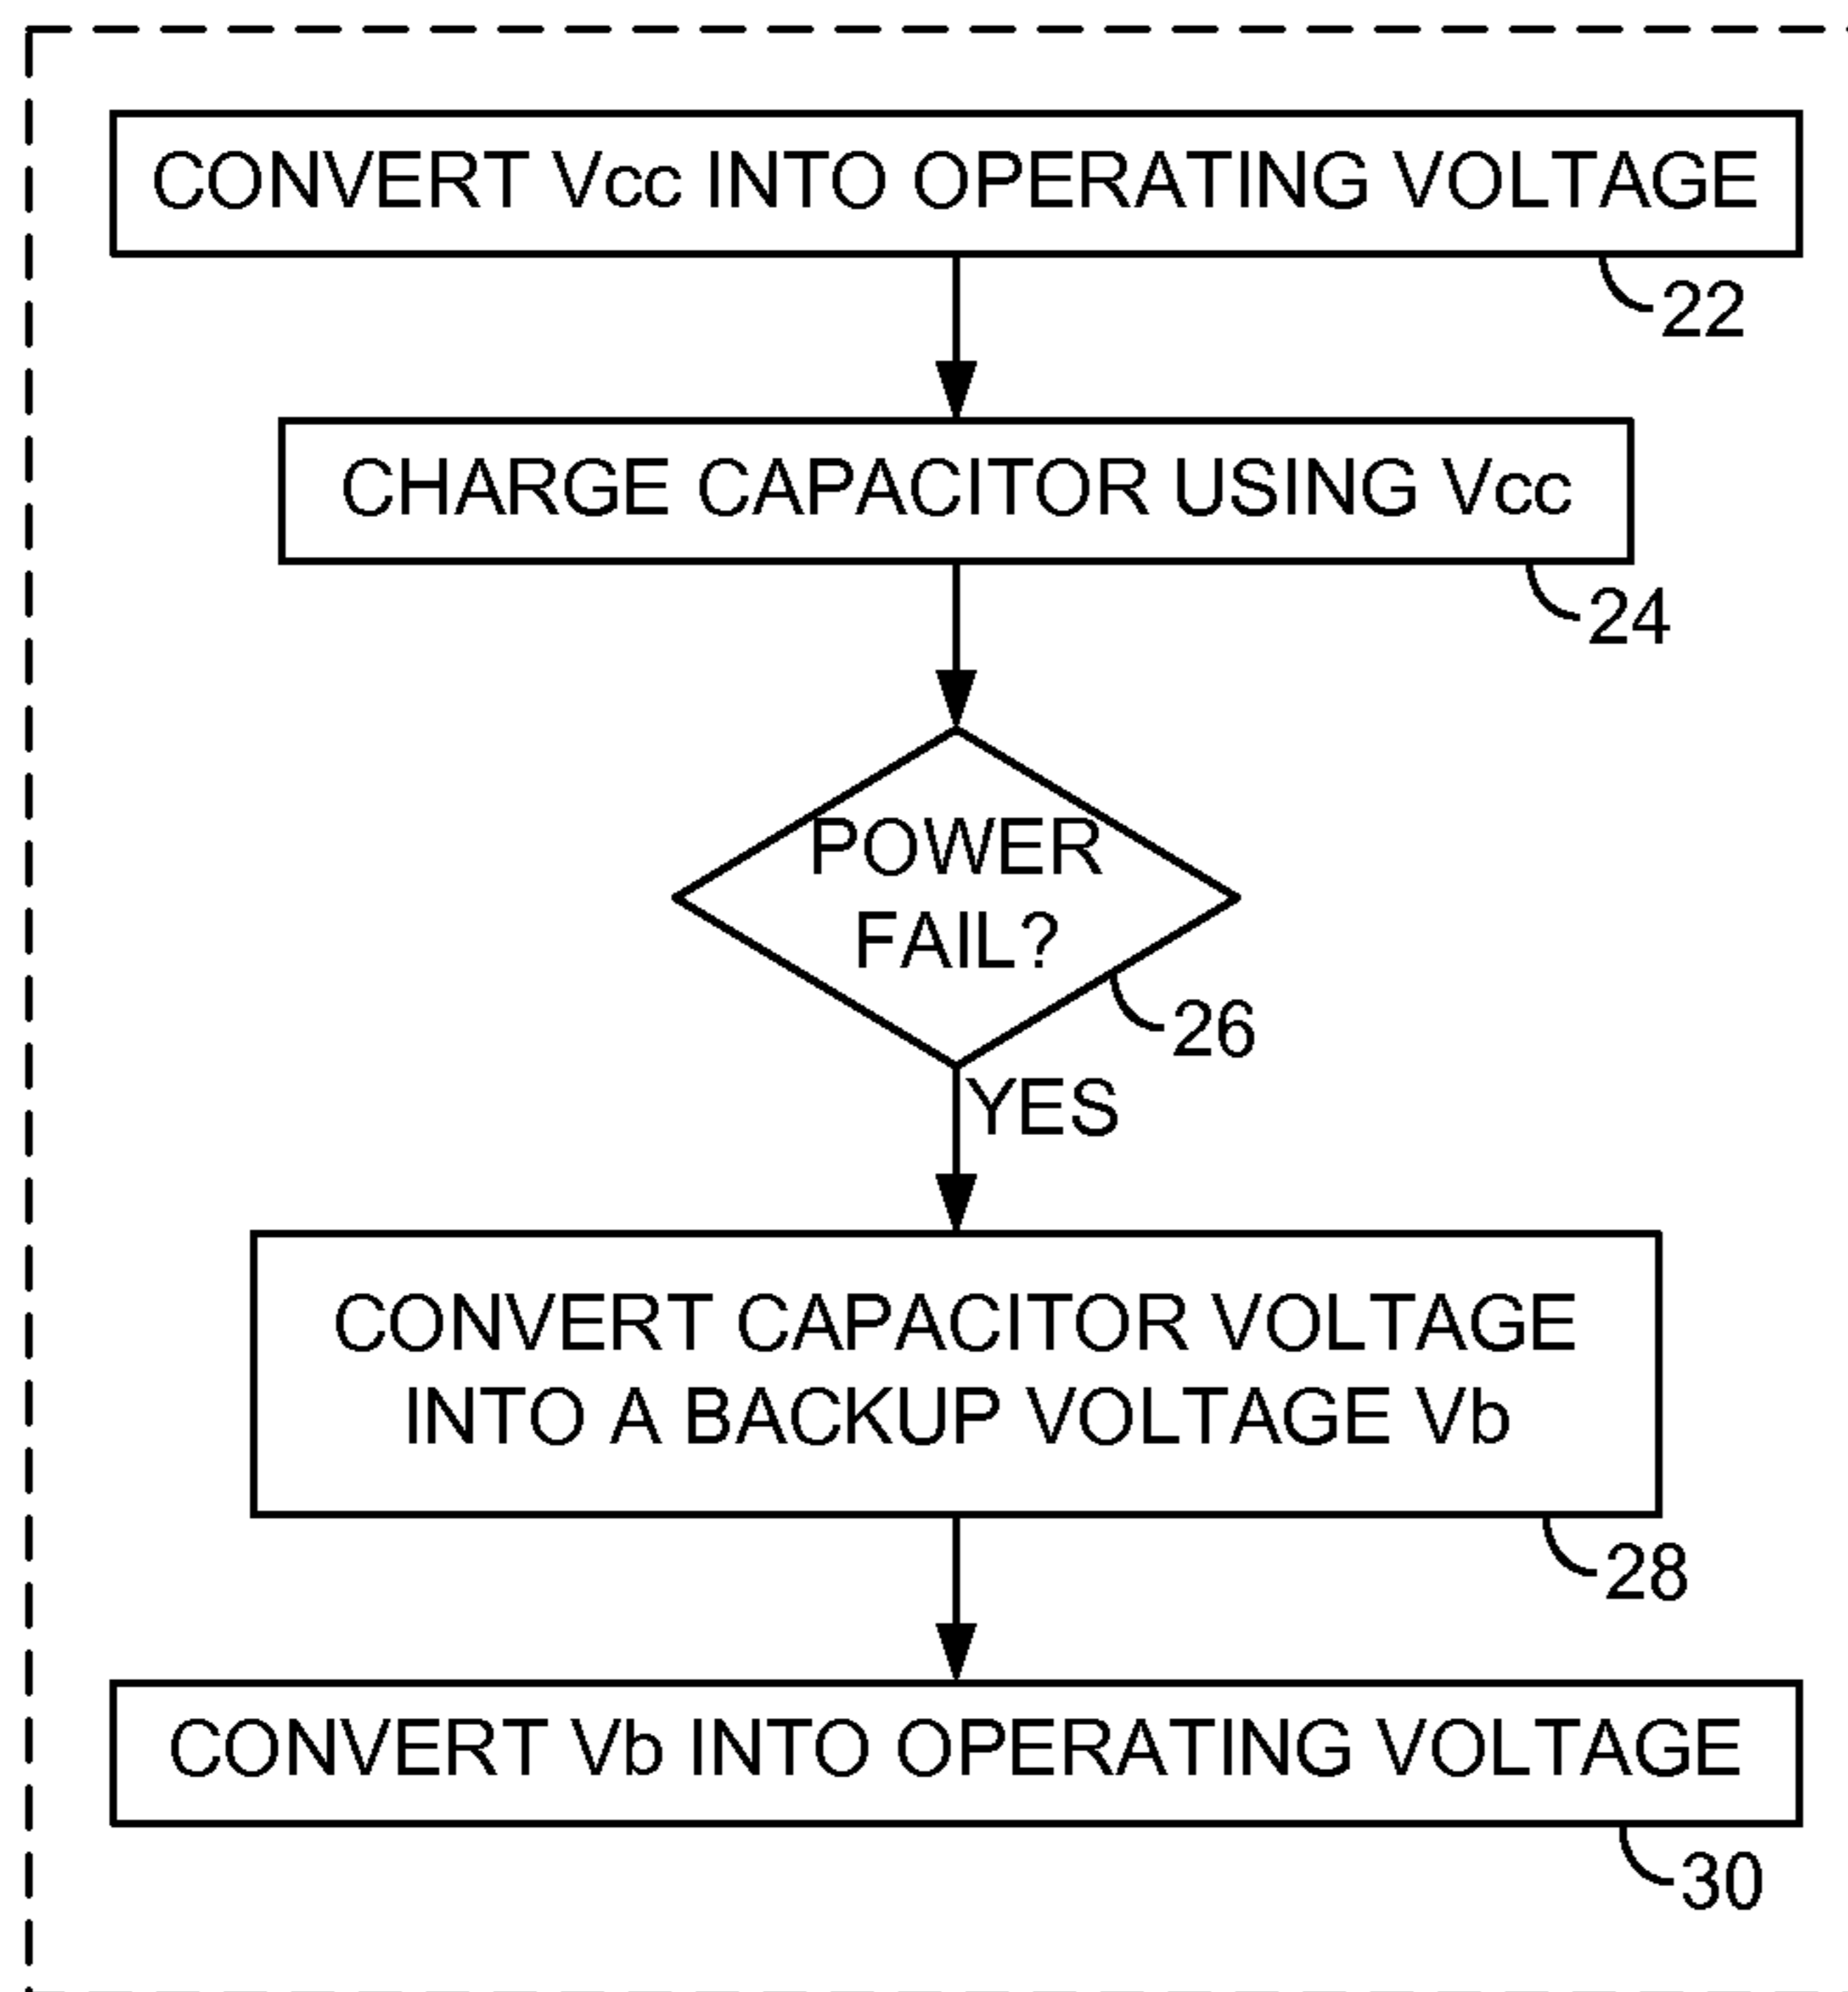 CONVERT Vcc INTO OPERATING VOLTAGE
22
CHARGE CAPACITOR USING Vcc
24
POWER
FAIL?
26
YES
CONVERT CAPACITOR VOLTAGE
INTO A BACKUP VOLTAGE Vb
28
CONVERT Vb INTO OPERATING VOLTAGE
30